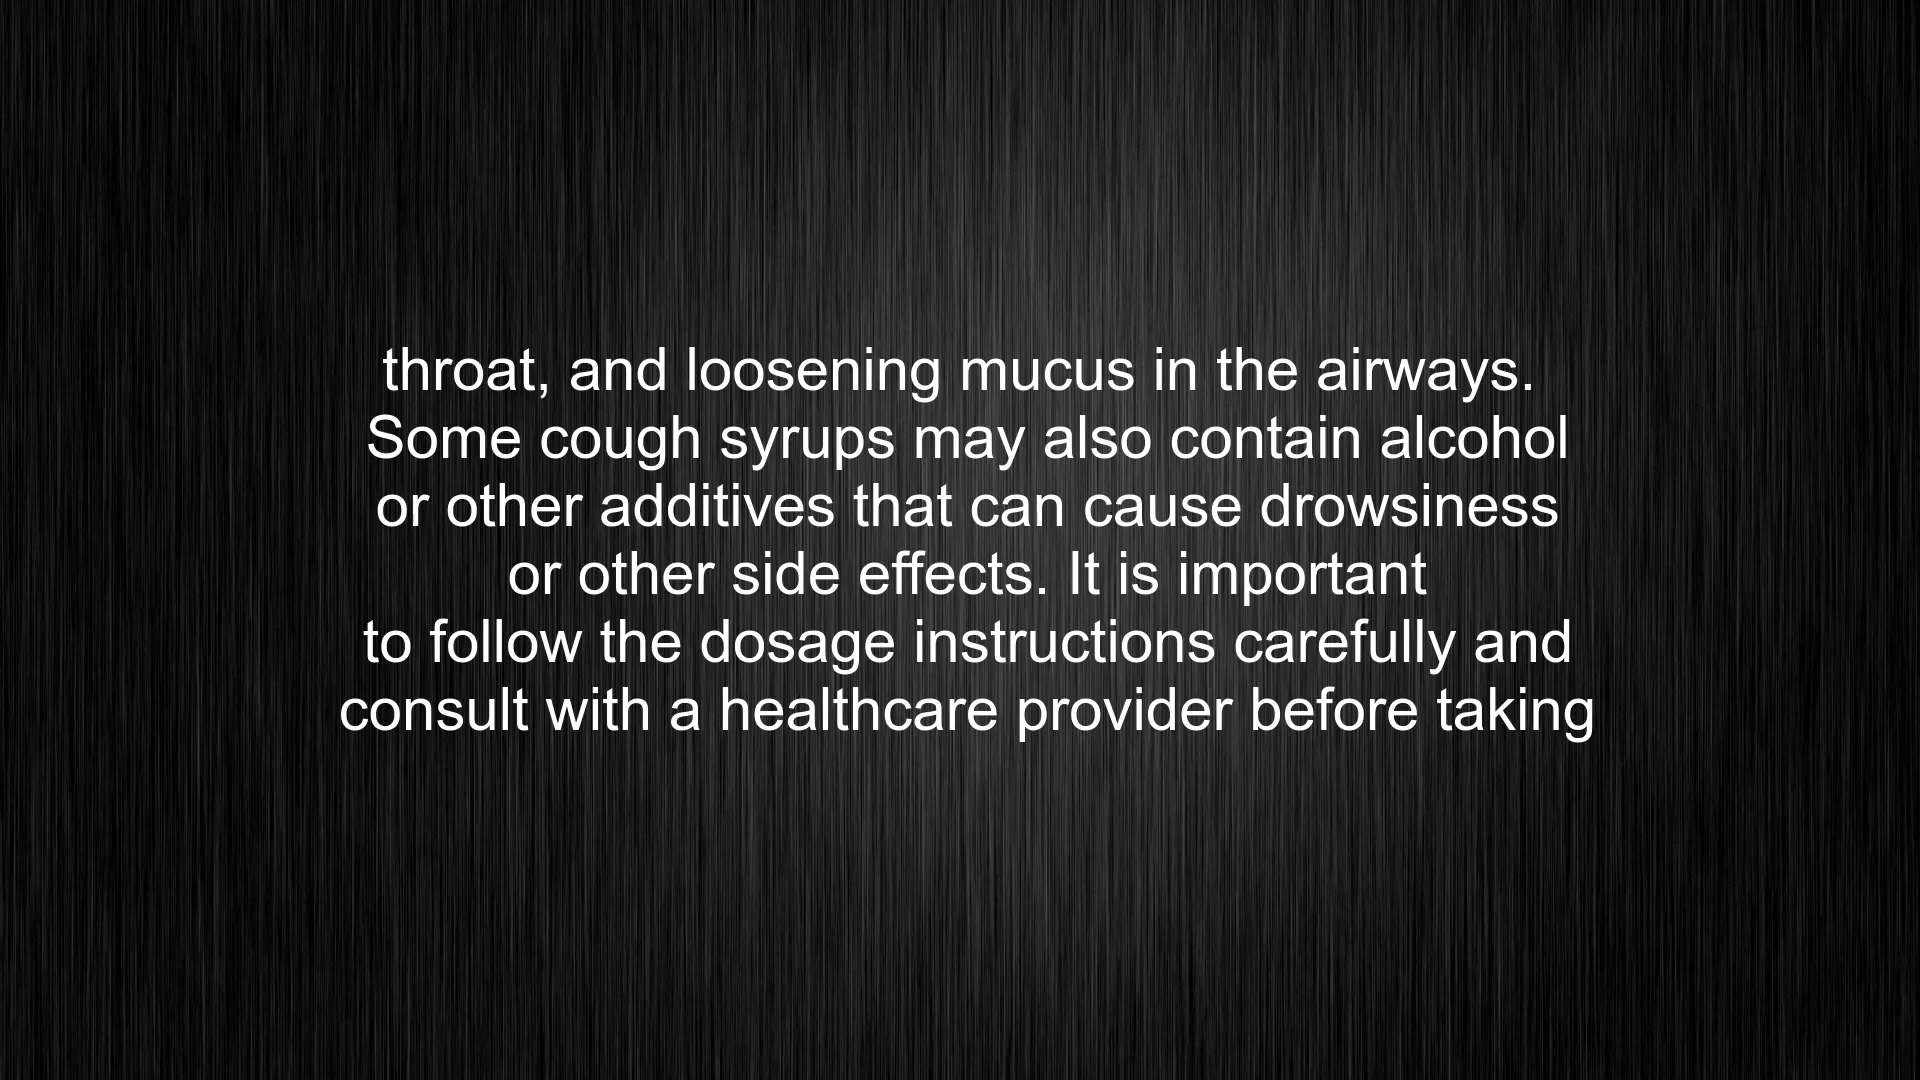 throat, and loosening mucus in the airways.
Some cough syrups may also contain alcohol
or other additives that can cause drowsiness
or other side effects. It is important
to follow the dosage instructions carefully and
consult with a healthcare provider before taking